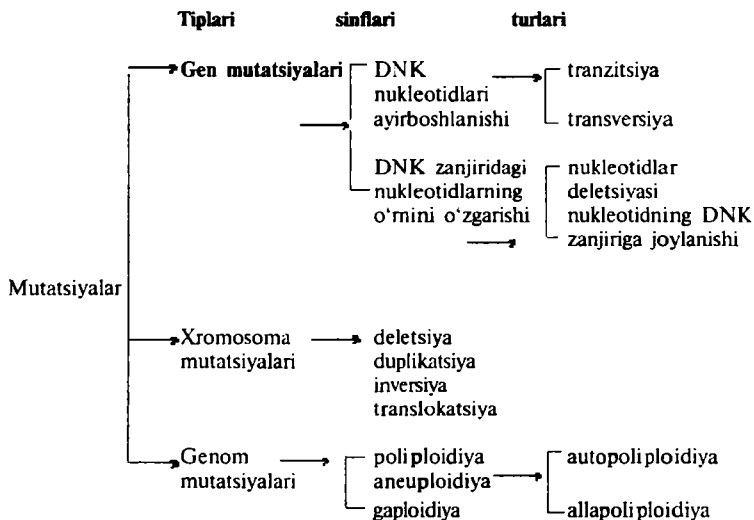 Tiplari sinflari turlari
Gen mutatsiyalari
DNK
nukleotidlari
ayirboshlanishi
tranzitsiya
transversiya
DNK zanjiridagi
nukleotidlarning
o‘rnini o‘zgarishi
nukleotidlar
deletsiyasi
nukleotidning DNK
zanjiriga joylanishi
Mutatsiyalar
Xromosoma
mutatsiyalari
deletsiya
duplikatsiya
inversiya
translokatsiya
Genom
mutatsiyalari
poliploidiya
aneuploidiya
gaploidiya
autopoliploidiya
allapoliploidiya